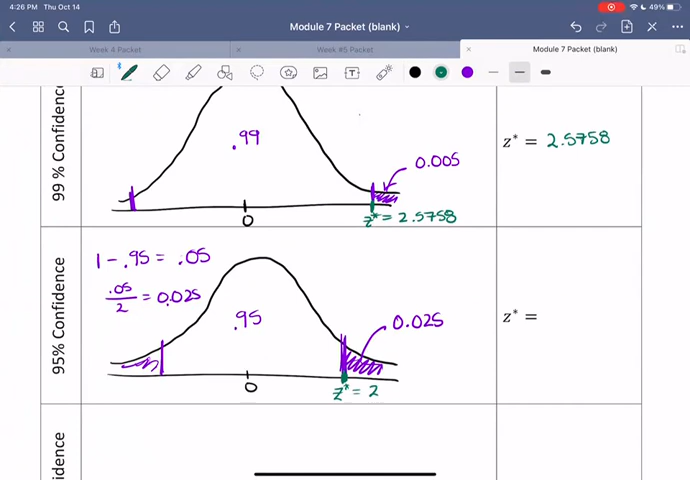 4:26 PM Thu Oct 14
49%
Module 7 Packet (blank)
Week 4 Packet
Week #5 Packet
Module 7 Packet (blank)
99 % Confidence
.99
0.005
0
z* = 2.5758
z* = 2.5758
95% Confidence
1 - .95 = .05
.05
2
= 0.025
.95
0.025
0
z* = 2
z* =